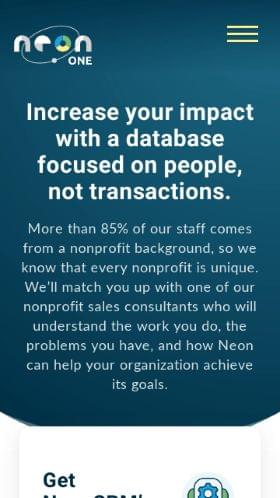 neon
ONE
Increase your impact
with a database
focused on people,
not transactions.
More than 85% of our staff comes
from a nonprofit background, so we
know that every nonprofit is unique.
We'll match you up with one of our
nonprofit sales consultants who will
understand the work you do, the
problems you have, and how Neon
can help your organization achieve
its goals.
Get